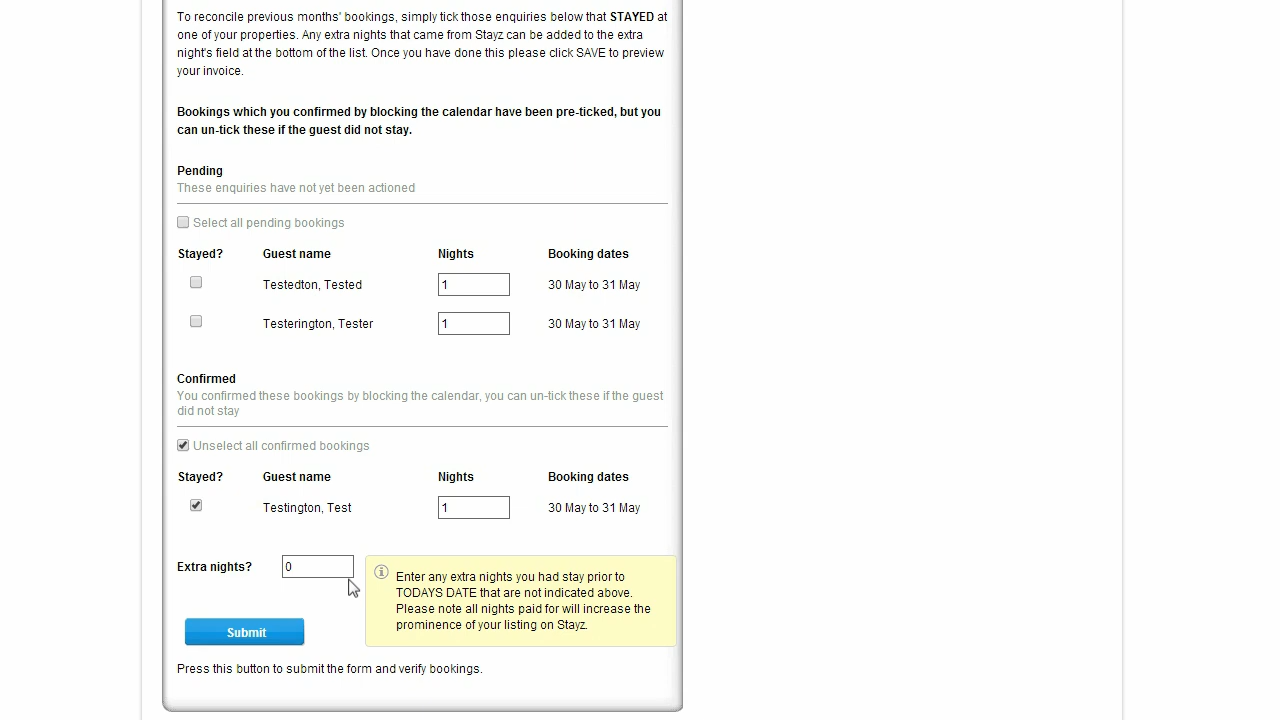 To reconcile previous months' bookings, simply tick those enquiries below that STAYED at
one of your properties. Any extra nights that came from Stayz can be added to the extra
night's field at the bottom of the list. Once you have done this please click SAVE to preview
your invoice.
Bookings which you confirmed by blocking the calendar have been pre-ticked, but you
can un-tick these if the guest did not stay.
Pending
These enquiries have not yet been actioned
Select all pending bookings
Stayed? Guest name Nights Booking dates
Testedton, Tested 1 30 May to 31 May
Testerington, Tester 1 30 May to 31 May
Confirmed
You confirmed these bookings by blocking the calendar, you can un-tick these if the guest
did not stay
Unselect all confirmed bookings
Stayed? Guest name Nights Booking dates
Testington, Test 1 30 May to 31 May
Extra nights? 0
Enter any extra nights you had stay prior to
TODAYS DATE that are not indicated above.
Please note all nights paid for will increase the
prominence of your listing on Stayz.
Submit
Press this button to submit the form and verify bookings.